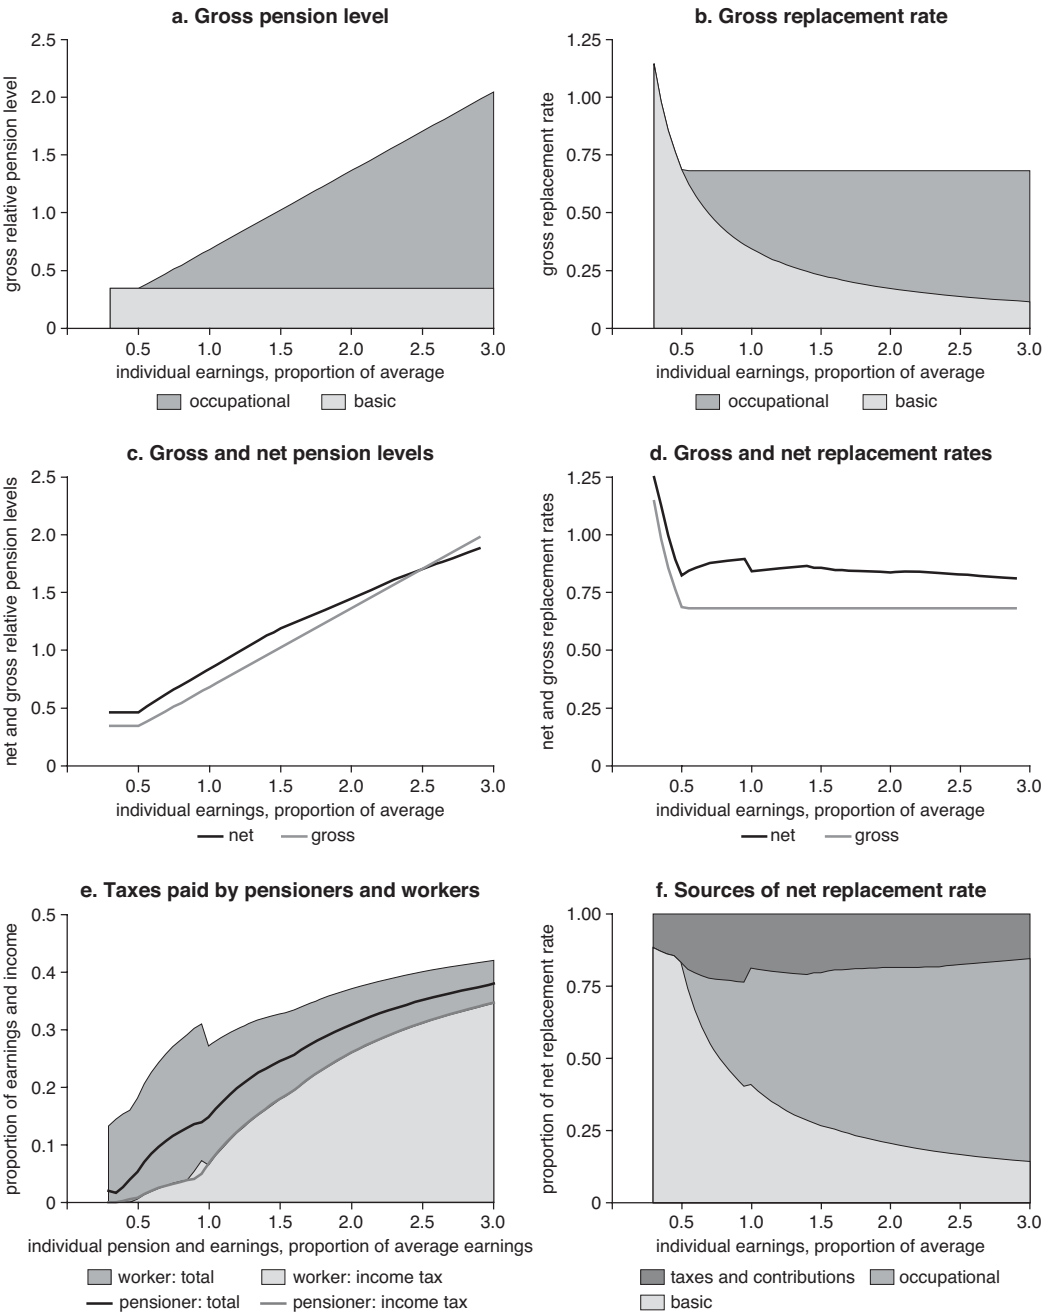 a. Gross pension level
gross relative pension level
2.5
2.0
1.5
1.0
0.5
0
0.5 1.0 1.5 2.0 2.5 3.0
individual earnings, proportion of average
occupational basic
b. Gross replacement rate
gross replacement rate
1.25
1.00
0.75
0.50
0.25
0
0.5 1.0 1.5 2.0 2.5 3.0
individual earnings, proportion of average
occupational basic
c. Gross and net pension levels
net and gross relative pension levels
2.5
2.0
1.5
1.0
0.5
0
0.5 1.0 1.5 2.0 2.5 3.0
individual earnings, proportion of average
net gross
d. Gross and net replacement rates
net and gross replacement rates
1.25
1.00
0.75
0.50
0.25
0
0.5 1.0 1.5 2.0 2.5 3.0
individual earnings, proportion of average
net gross
e. Taxes paid by pensioners and workers
proportion of earnings and income
0.5
0.4
0.3
0.2
0.1
0
0.5 1.0 1.5 2.0 2.5 3.0
individual pension and earnings, proportion of average earnings
worker: total worker: income tax
pensioner: total pensioner: income tax
f. Sources of net replacement rate
proportion of net replacement rate
1.00
0.75
0.50
0.25
0
0.5 1.0 1.5 2.0 2.5 3.0
individual earnings, proportion of average
taxes and contributions occupational
basic